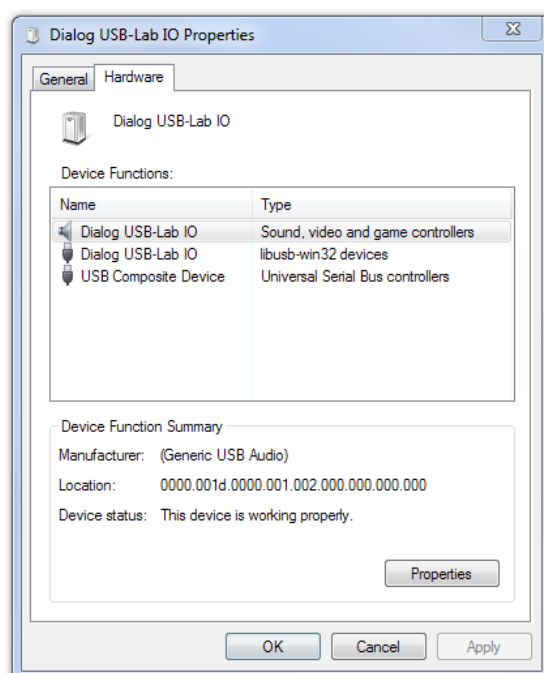 Dialog USB-Lab IO Properties
General Hardware
Dialog USB-Lab IO
Device Functions:
Name Type
Dialog USB-Lab IO Sound, video and game controllers
Dialog USB-Lab IO libusb-win32 devices
USB Composite Device Universal Serial Bus controllers
Device Function Summary
Manufacturer: (Generic USB Audio)
Location: 0000.001d.0000.001.002.000.000.000.000
Device status: This device is working properly.
Properties
OK Cancel Apply